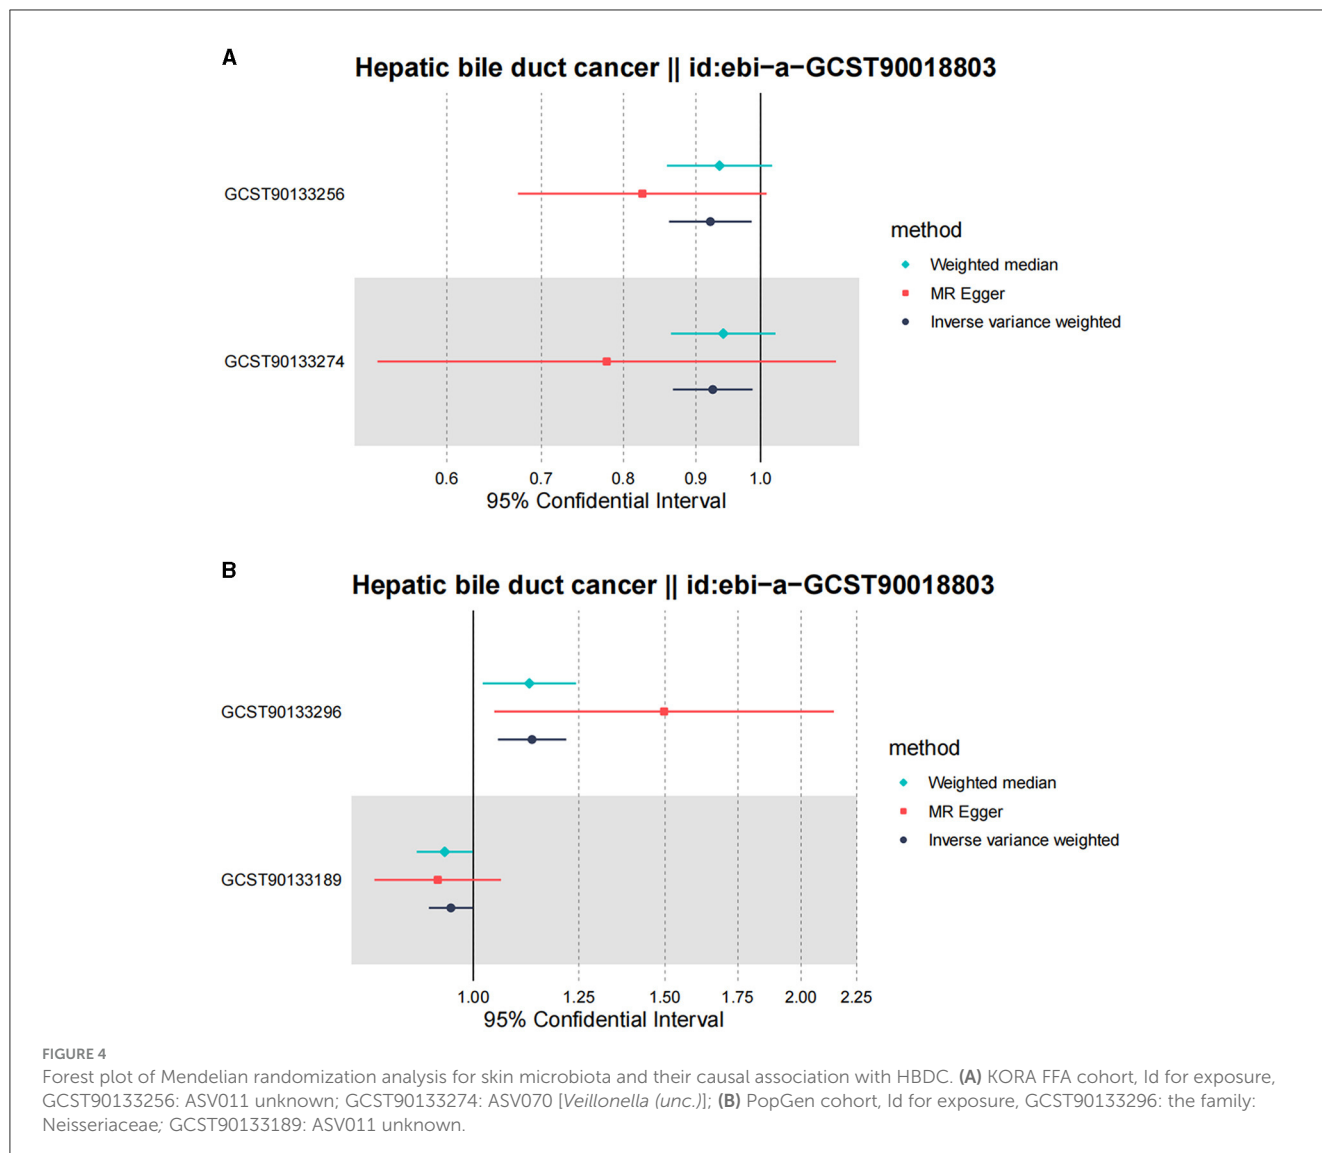 A
Hepatic bile duct cancer || id:ebi−a−GCST90018803
GCST90133256
GCST90133274
method
Weighted median
MR Egger
Inverse variance weighted
0.6 0.7 0.8 0.9 1.0
95% Confidential Interval
B
Hepatic bile duct cancer || id:ebi−a−GCST90018803
GCST90133296
GCST90133189
method
Weighted median
MR Egger
Inverse variance weighted
1.00 1.25 1.50 1.75 2.00 2.25
95% Confidential Interval
FIGURE 4
Forest plot of Mendelian randomization analysis for skin microbiota and their causal association with HBDC. (A) KORA FFA cohort, Id for exposure,
GCST90133256: ASV011 unknown; GCST90133274: ASV070 [Veillonella (unc.)]; (B) PopGen cohort, Id for exposure, GCST90133296: the family:
Neisseriaceae; GCST90133189: ASV011 unknown.